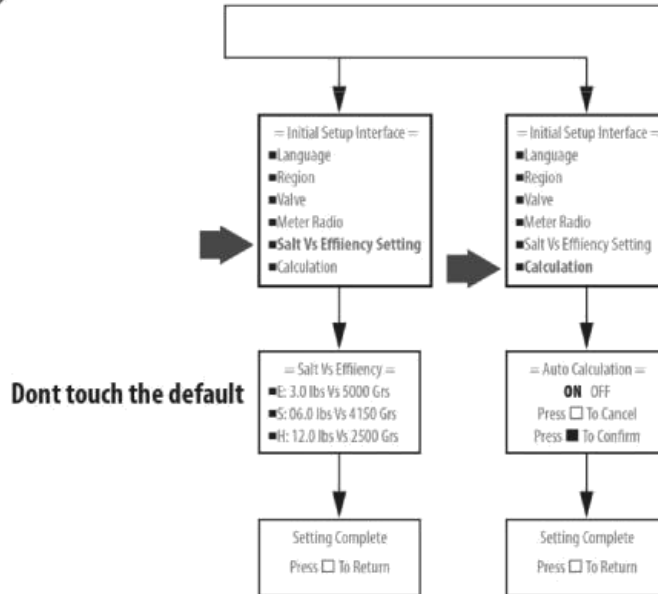 = Initial Setup Interface =
■Language
■Region
■Valve
■Meter Radio
■Salt Vs Effiiency Setting
■Calculation
= Initial Setup Interface =
■Language
■Region
■Valve
■Meter Radio
■Salt Vs Effiiency Setting
■Calculation
Dont touch the default
= Salt Vs Effiiency =
■E: 3.0 lbs Vs 5000 Grs
■S: 06.0 lbs Vs 4150 Grs
■H: 12.0 lbs Vs 2500 Grs
= Auto Calculation =
ON OFF
Press □ To Cancel
Press ■ To Confirm
Setting Complete
Press □ To Return
Setting Complete
Press □ To Return